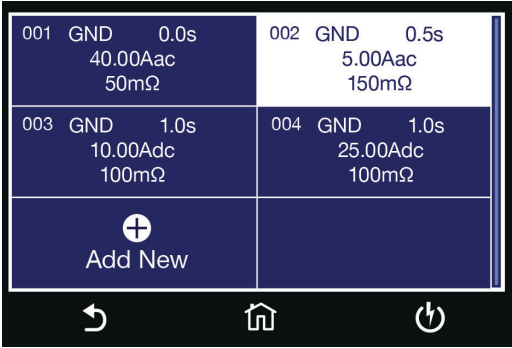 001 GND 0.0s
40.00Aac
50mΩ
002 GND 0.5s
5.00Aac
150mΩ
003 GND 1.0s
10.00Adc
100mΩ
004 GND 1.0s
25.00Adc
100mΩ
Add New